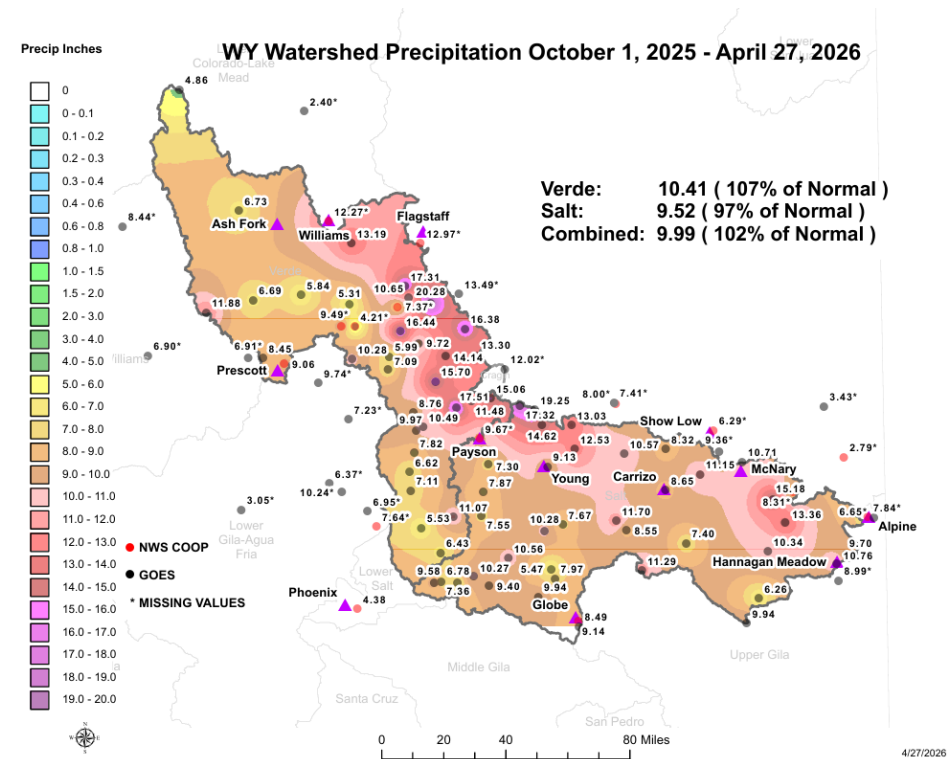 WY Watershed Precipitation October 1, 2025 - April 27, 2026
Precip Inches
0
0 - 0.1
0.1 - 0.2
0.2 - 0.3
0.3 - 0.4
0.4 - 0.6
0.6 - 0.8
0.8 - 1.0
1.0 - 1.5
1.5 - 2.0
2.0 - 3.0
3.0 - 4.0
4.0 - 5.0
5.0 - 6.0
6.0 - 7.0
7.0 - 8.0
8.0 - 9.0
9.0 - 10.0
10.0 - 11.0
11.0 - 12.0
12.0 - 13.0
13.0 - 14.0
14.0 - 15.0
15.0 - 16.0
16.0 - 17.0
17.0 - 18.0
18.0 - 19.0
19.0 - 20.0
Verde: 10.41 ( 107% of Normal )
Salt: 9.52 ( 97% of Normal )
Combined: 9.99 ( 102% of Normal )
Lower
Colorado-Lake
Mead
4.86
2.40*
8.44*
6.73
Ash Fork
12.27*
Williams
Flagstaff
12.97*
13.19
17.31
10.65
20.28
13.49*
11.88
6.69
5.84
5.31
7.37*
9.49*
4.21*
16.44
16.38
6.90*
6.91*
8.45
9.06
Prescott
10.28
5.99
9.72
13.30
7.09
14.14
12.02*
9.74*
15.70
15.06
7.23*
8.76
17.51
19.25
8.00*
7.41*
3.43*
9.97
10.49
11.48
17.32
13.03
Show Low
6.29*
9.67*
14.62
8.32
9.36*
7.82
Payson
12.53
10.57
10.71
2.79*
6.62
7.30
9.13
Young
Carrizo
11.15
McNary
6.37*
7.11
7.87
8.65
15.18
10.24*
8.31*
3.05*
6.95*
11.07
11.70
13.36
6.65*
7.84*
7.64*
5.53
7.55
10.28
7.67
8.55
7.40
Alpine
Lower
Gila-Agua
Fria
6.43
10.56
10.34
9.70
10.76
Hannagan Meadow
11.29
8.99*
9.58
6.78
10.27
5.47
7.97
Lower
Salt
7.36
9.40
9.94
6.26
Phoenix
4.38
Globe
8.49
9.14
9.94
NWS COOP
GOES
* MISSING VALUES
Middle Gila
Upper Gila
Santa Cruz
San Pedro
N
W
E
S
0 20 40 80 Miles
4/27/2026